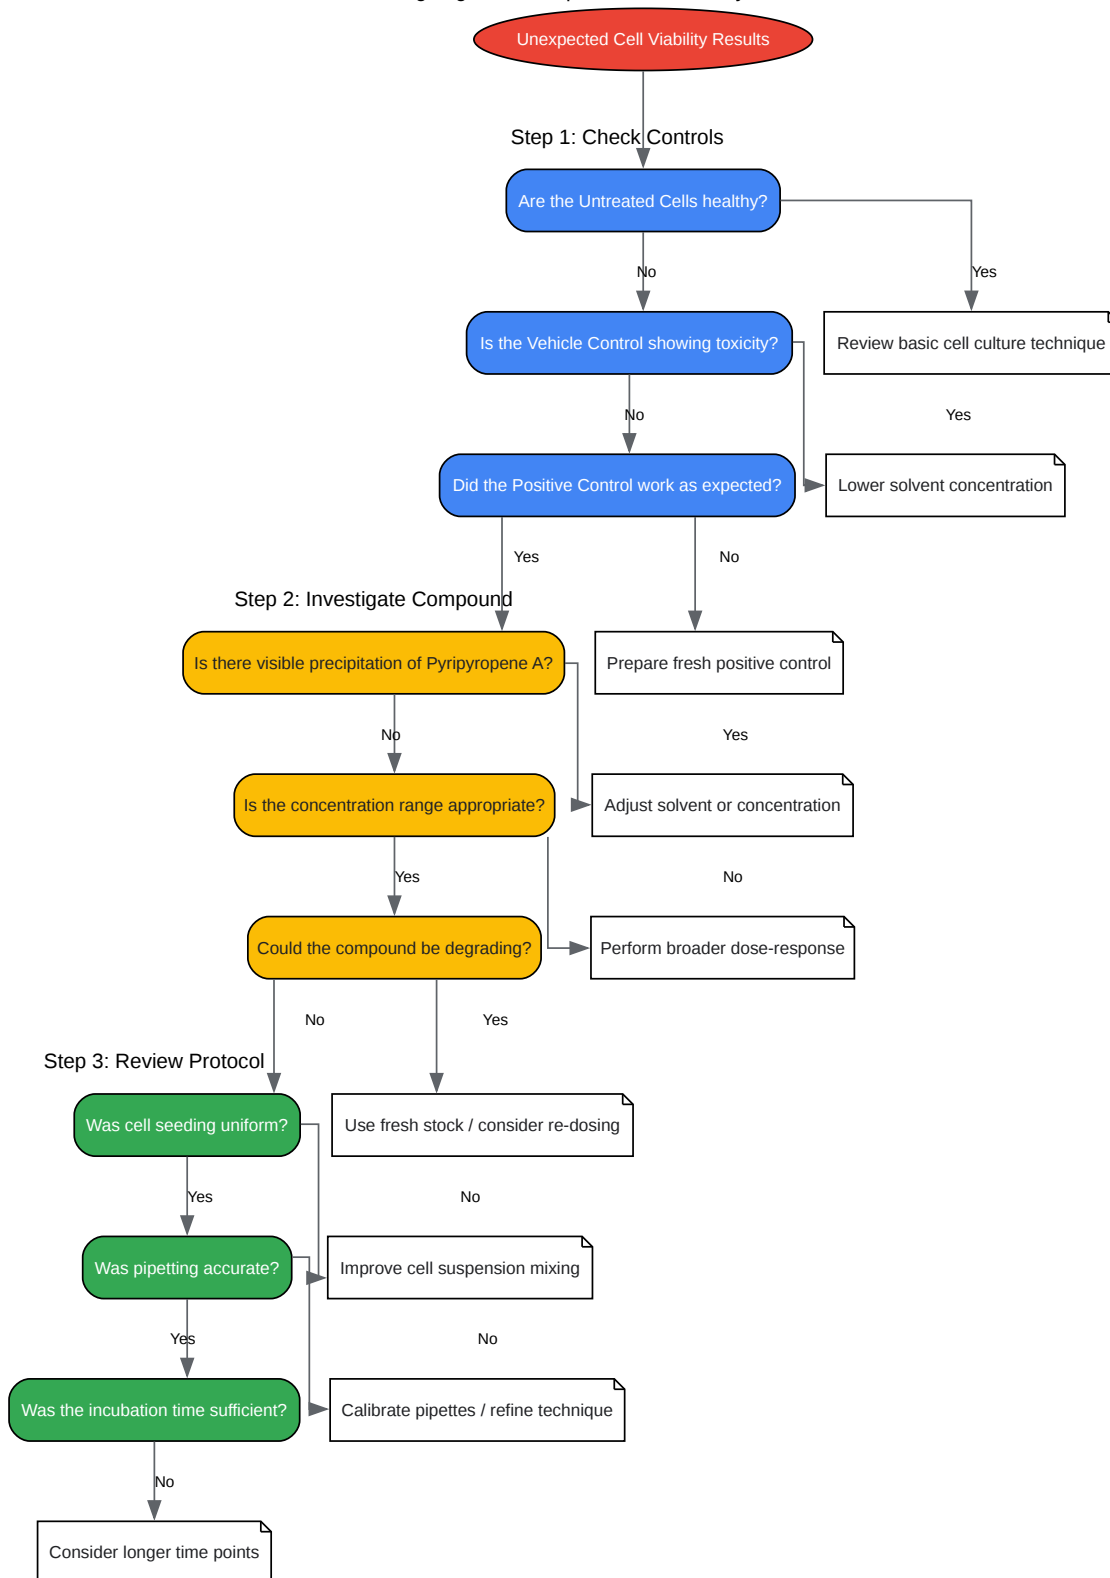 Unexpected Cell Viability Results
Step 1: Check Controls
Are the Untreated Cells healthy?
No
Yes
Is the Vehicle Control showing toxicity?
Review basic cell culture technique
No
Yes
Did the Positive Control work as expected?
Lower solvent concentration
Yes
No
Step 2: Investigate Compound
Is there visible precipitation of Pyripyropene A?
Prepare fresh positive control
No
Yes
Is the concentration range appropriate?
Adjust solvent or concentration
Yes
No
Could the compound be degrading?
Perform broader dose-response
No
Yes
Step 3: Review Protocol
Was cell seeding uniform?
Use fresh stock / consider re-dosing
Yes
No
Was pipetting accurate?
Improve cell suspension mixing
Yes
No
Was the incubation time sufficient?
Calibrate pipettes / refine technique
No
Consider longer time points